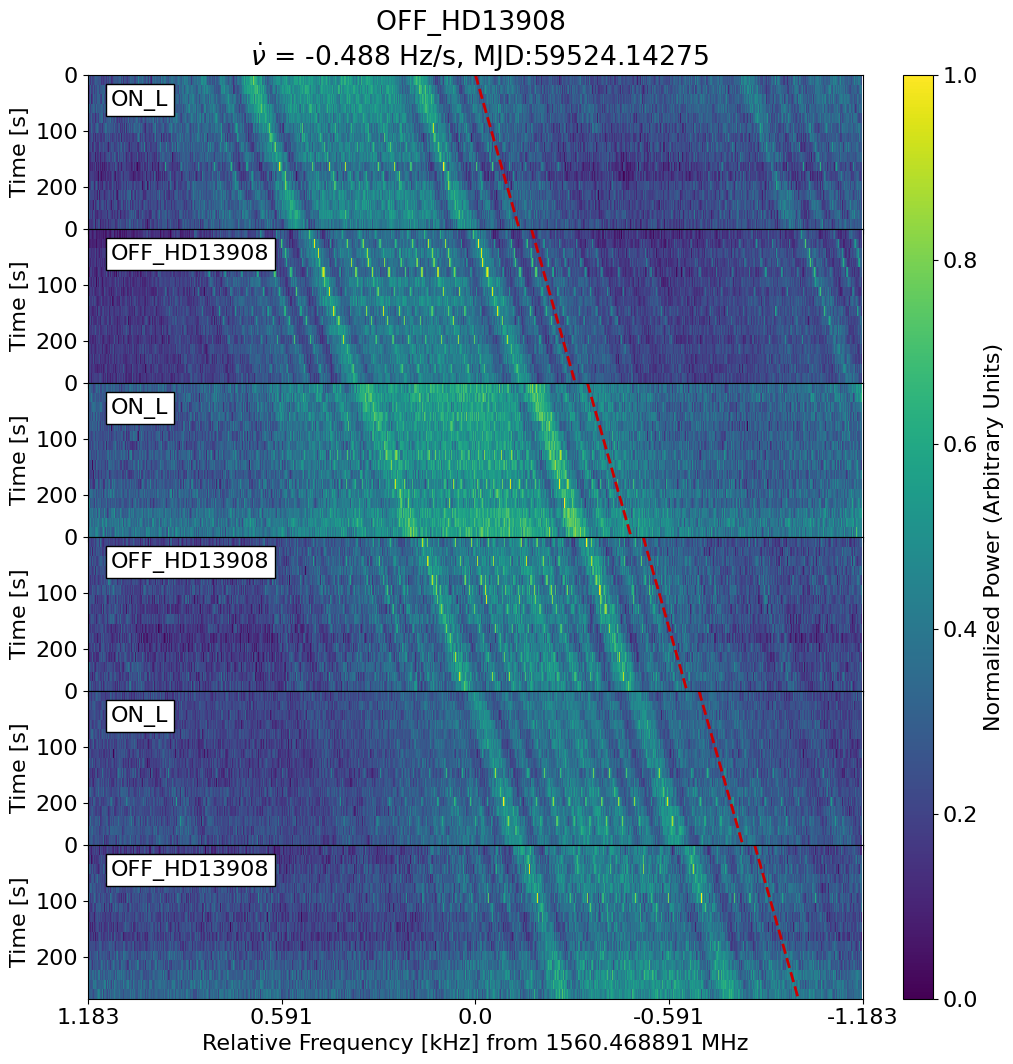 OFF_HD13908
ν̇ = -0.488 Hz/s, MJD:59524.14275
0
100
200
Time [s]
ON_L
0
100
200
Time [s]
OFF_HD13908
0
100
200
Time [s]
ON_L
0
100
200
Time [s]
OFF_HD13908
0
100
200
Time [s]
ON_L
0
100
200
Time [s]
OFF_HD13908
1.183 0.591 0.0 -0.591 -1.183
Relative Frequency [kHz] from 1560.468891 MHz
1.0
0.8
0.6
0.4
0.2
0.0
Normalized Power (Arbitrary Units)